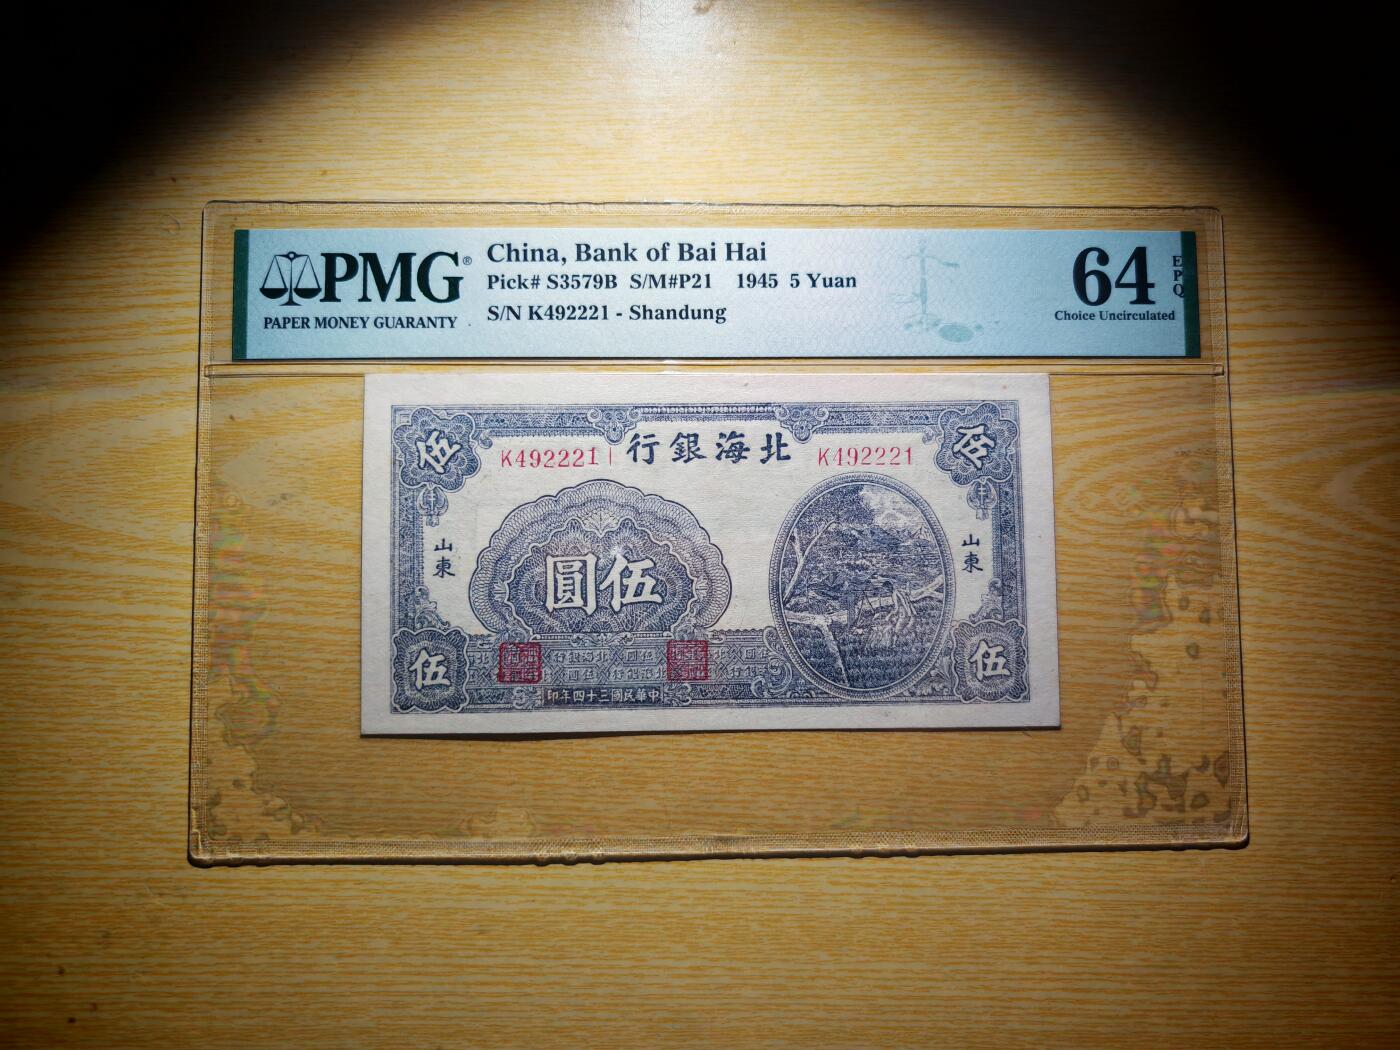 PMG®
PAPER MONEY GUARANTY
China, Bank of Bai Hai
Pick# S3579B S/M#P21 1945 5 Yuan
S/N K492221 - Shandung
64 EPQ
Choice Uncirculated
伍 伍
K492221 行銀海北 K492221
山東 山東
圓伍
伍 伍
印年四十三國民華中